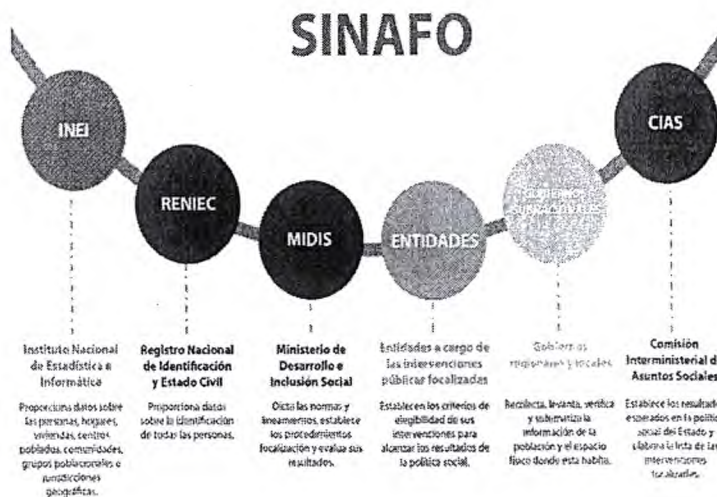 SINAFO
INEI
RENIEC
MIDIS
ENTIDADES
GOBIERNOS
SUBNACIONALES
CIAS
Instituto Nacional
de Estadística e
Informática
Proporciona datos sobre
las personas, hogares,
viviendas, centros
poblados, comunidades,
grupos poblacionales o
jurisdicciones
geográficas.
Registro Nacional
de Identificación
y Estado Civil
Proporciona datos
sobre la identificación
de todas las personas.
Ministerio de
Desarrollo e
Inclusión Social
Dicta las normas y
lineamientos, establece
los procedimientos
focalización y evalua sus
resultados.
Entidades a cargo de
las intervenciones
públicas focalizadas
Establecen los criterios de
elegibilidad de sus
intervenciones para
alcanzar los resultados de
la política social.
Gobiernos
regionales y locales
Recolecta, levanta, verifica
y sistematiza la
información de la
población y el espacio
físico donde esta habita.
Comisión
Interministerial d
Asuntos Sociales
Establece los resultado
esperados en la polític
social del Estado y
elabora la lista de las
intervenciones
focalizadas.